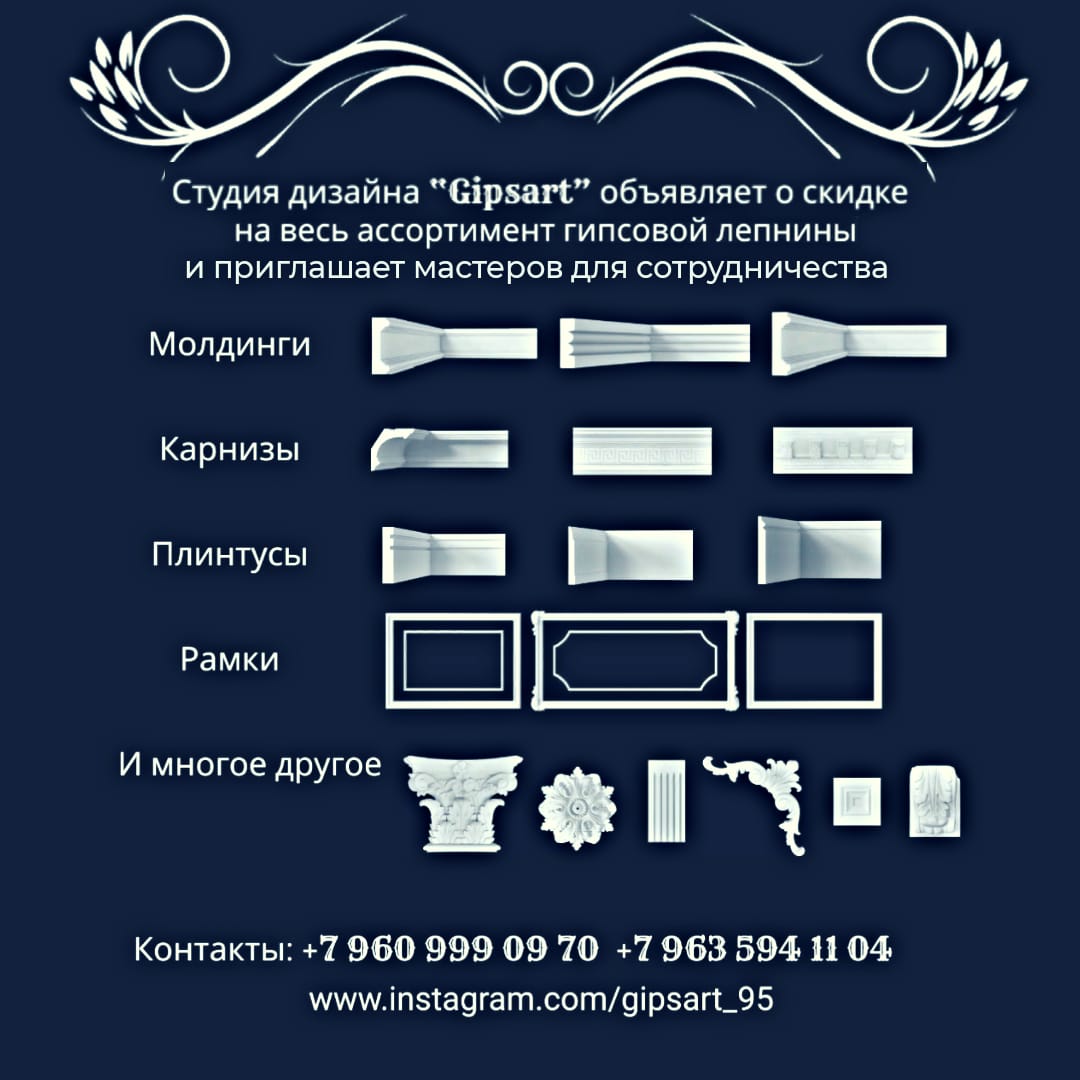 Студия дизайна “Gipsart” объявляет о скидке
на весь ассортимент гипсовой лепнины
и приглашает мастеров для сотрудничества
Молдинги
Карнизы
Плинтусы
Рамки
И многое другое
Контакты: +7 960 999 09 70 +7 963 594 11 04
www.instagram.com/gipsart_95